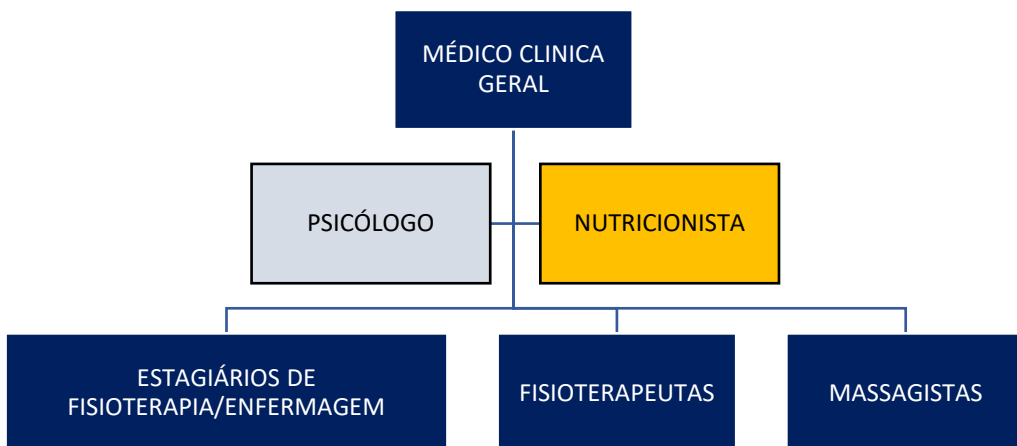 MÉDICO CLINICA
GERAL
PSICÓLOGO
NUTRICIONISTA
ESTAGIÁRIOS DE
FISIOTERAPIA/ENFERMAGEM
FISIOTERAPEUTAS
MASSAGISTAS